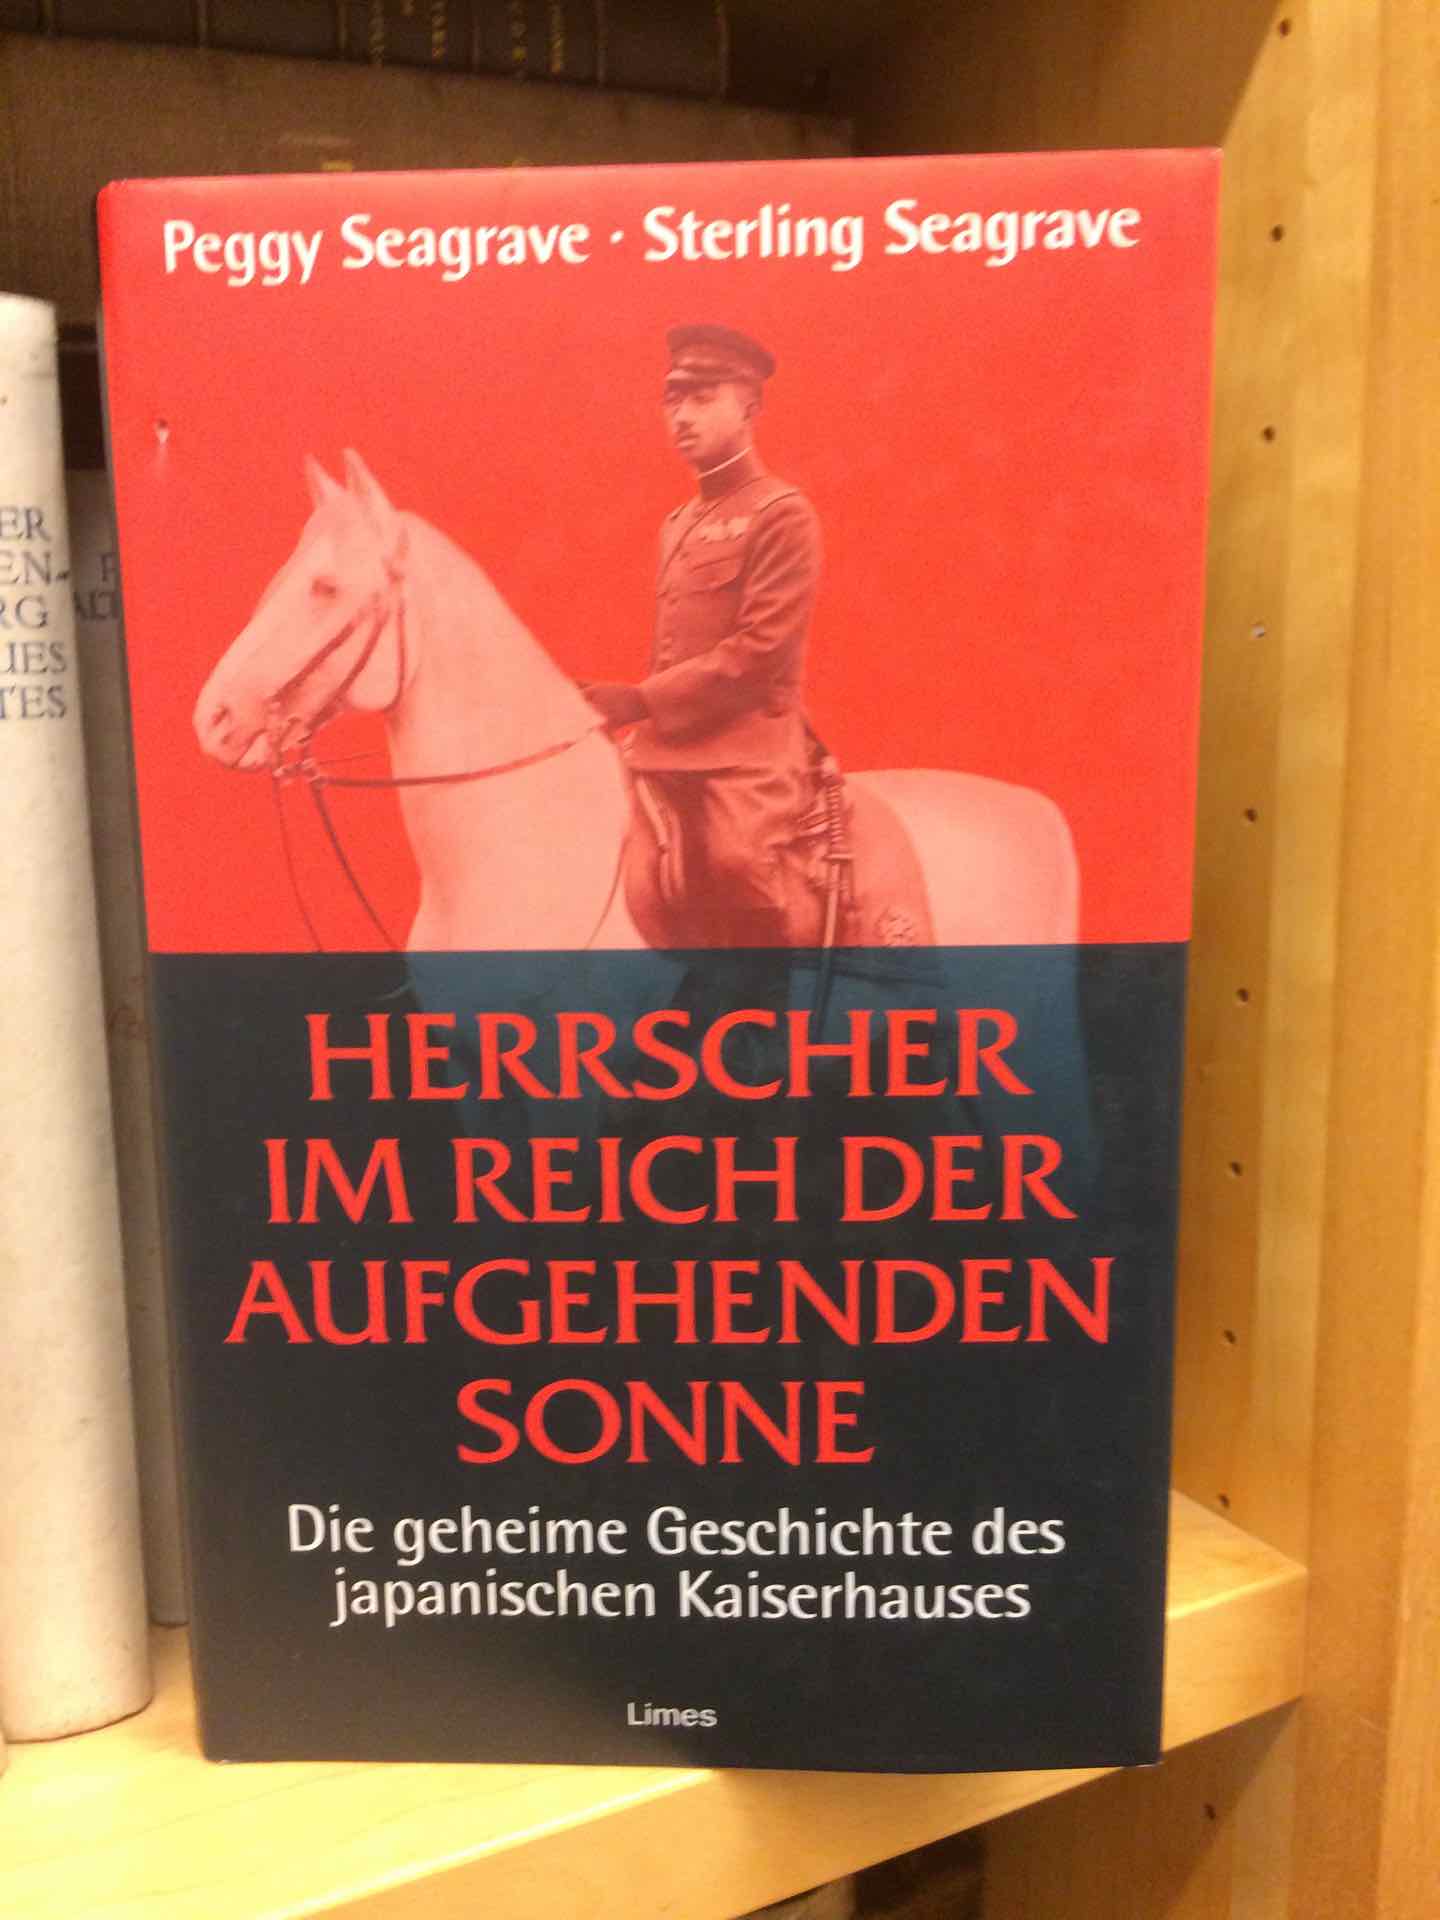 Peggy Seagrave · Sterling Seagrave
HERRSCHER
IM REICH DER
AUFGEHENDEN
SONNE
Die geheime Geschichte des
japanischen Kaiserhauses
Limes